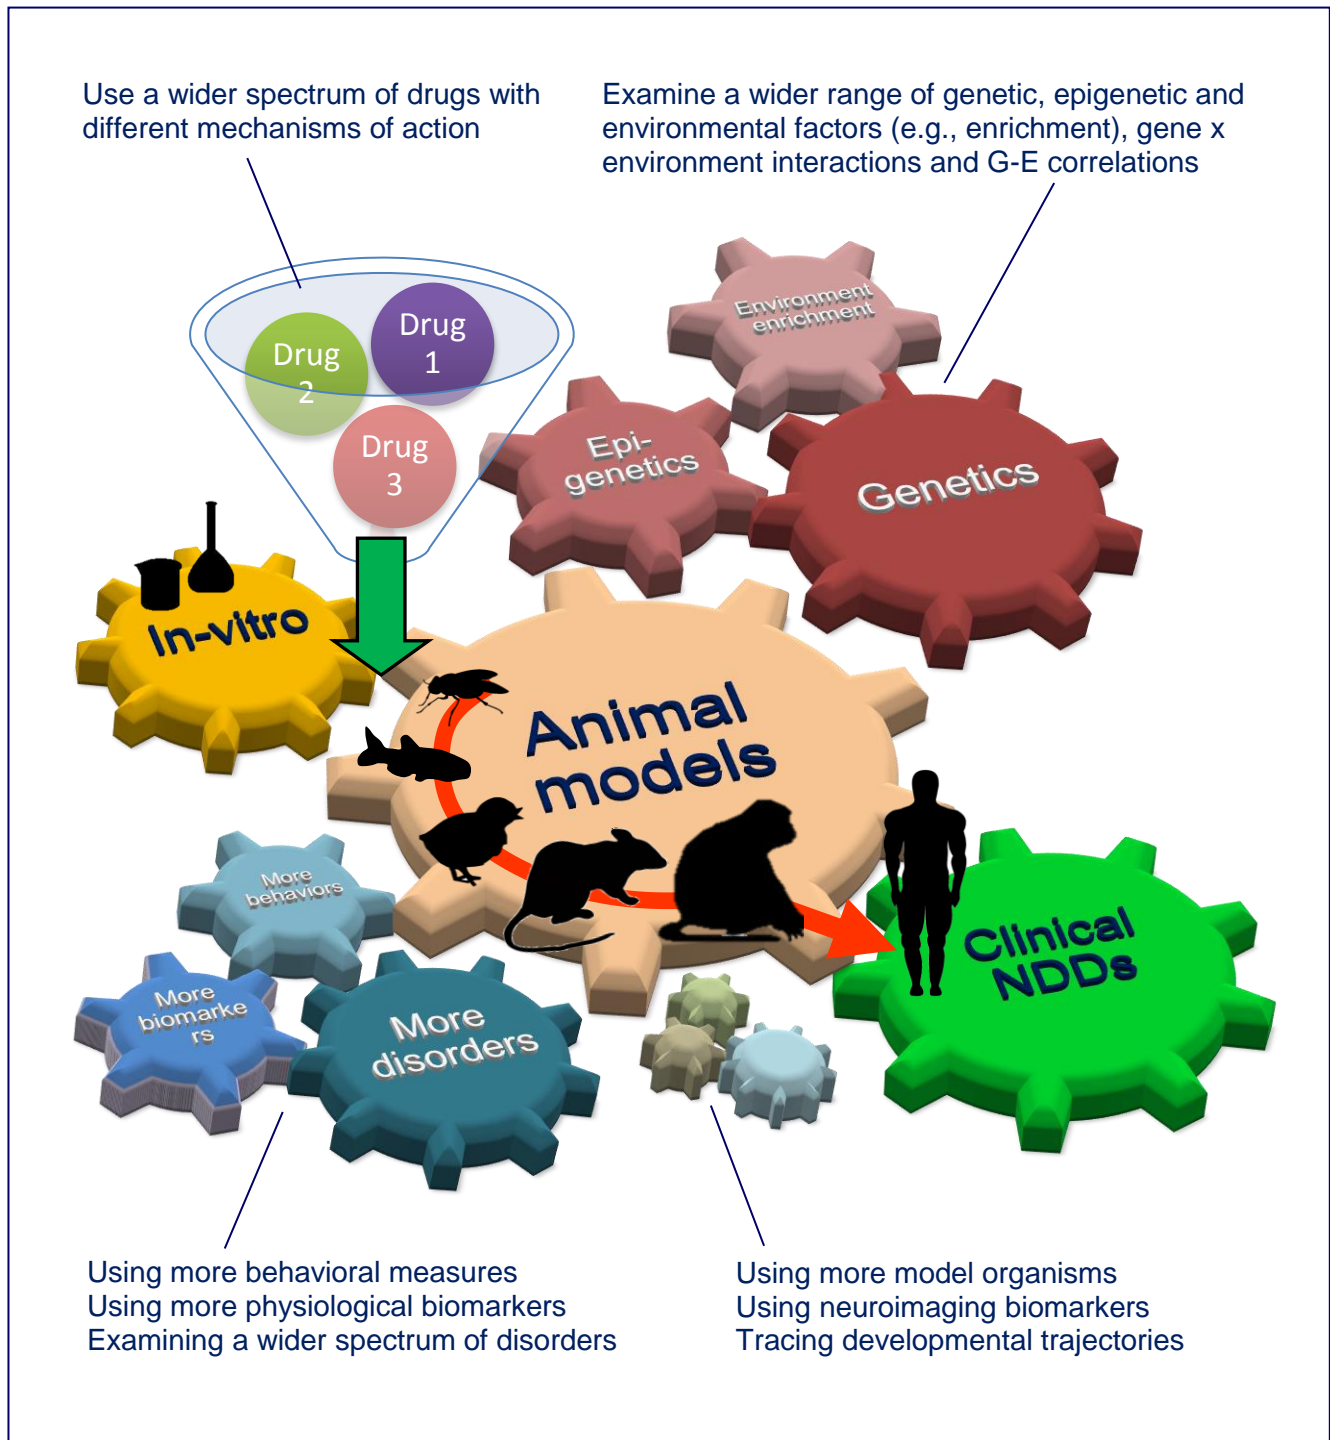 Use a wider spectrum of drugs with
different mechanisms of action
Examine a wider range of genetic, epigenetic and
environmental factors (e.g., enrichment), gene x
environment interactions and G-E correlations
Environment
enrichment
Drug
1
Drug
2
Drug
3
Epi-
genetics
Genetics
In-vitro
Animal
models
More
behaviors
More
biomarke
rs
More
disorders
Clinical
NDDs
Using more behavioral measures
Using more physiological biomarkers
Examining a wider spectrum of disorders
Using more model organisms
Using neuroimaging biomarkers
Tracing developmental trajectories